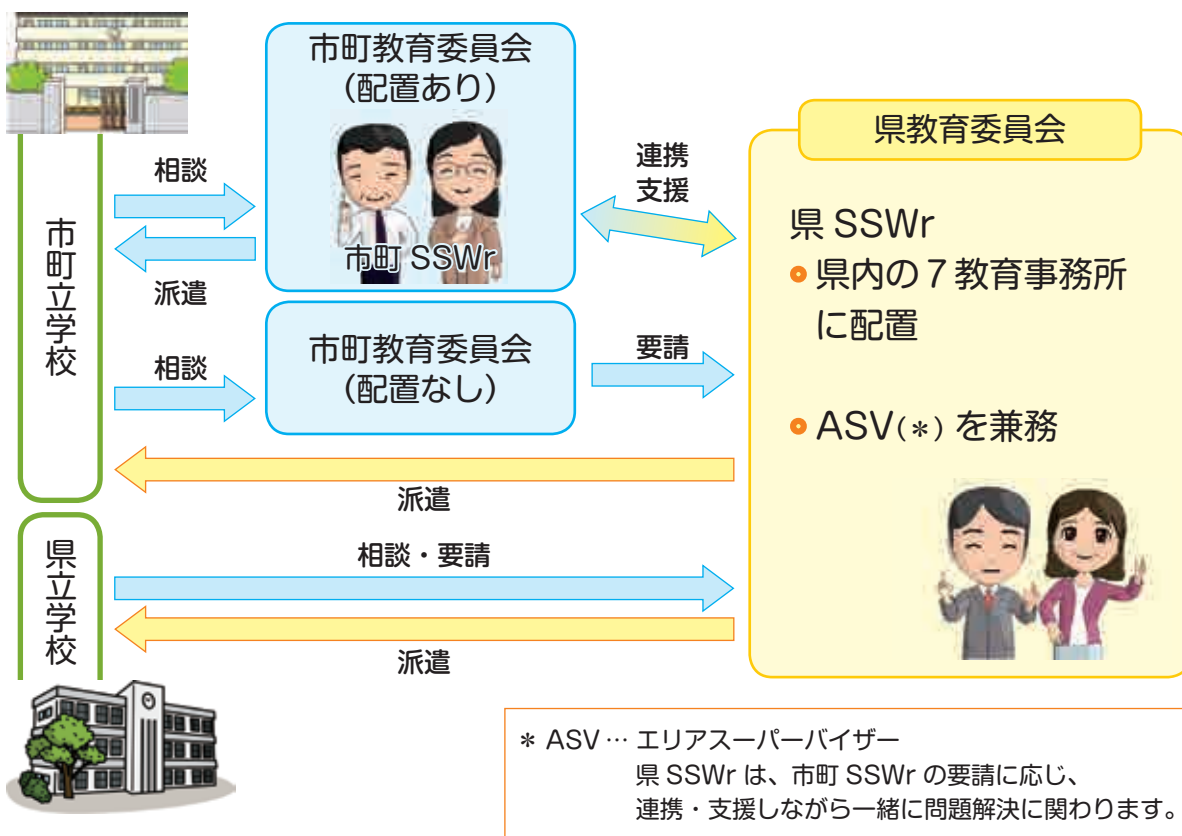 市町教育委員会
（配置あり）
市町 SSWr
相談
派遣
連携
支援
県教育委員会
県 SSWr
県内の７教育事務所
に配置
ASV(＊) を兼務
市町立学校
相談
市町教育委員会
（配置なし）
要請
派遣
県立学校
相談・要請
派遣
＊ ASV … エリアスーパーバイザー
県 SSWr は、市町 SSWr の要請に応じ、
連携・支援しながら一緒に問題解決に関わります。